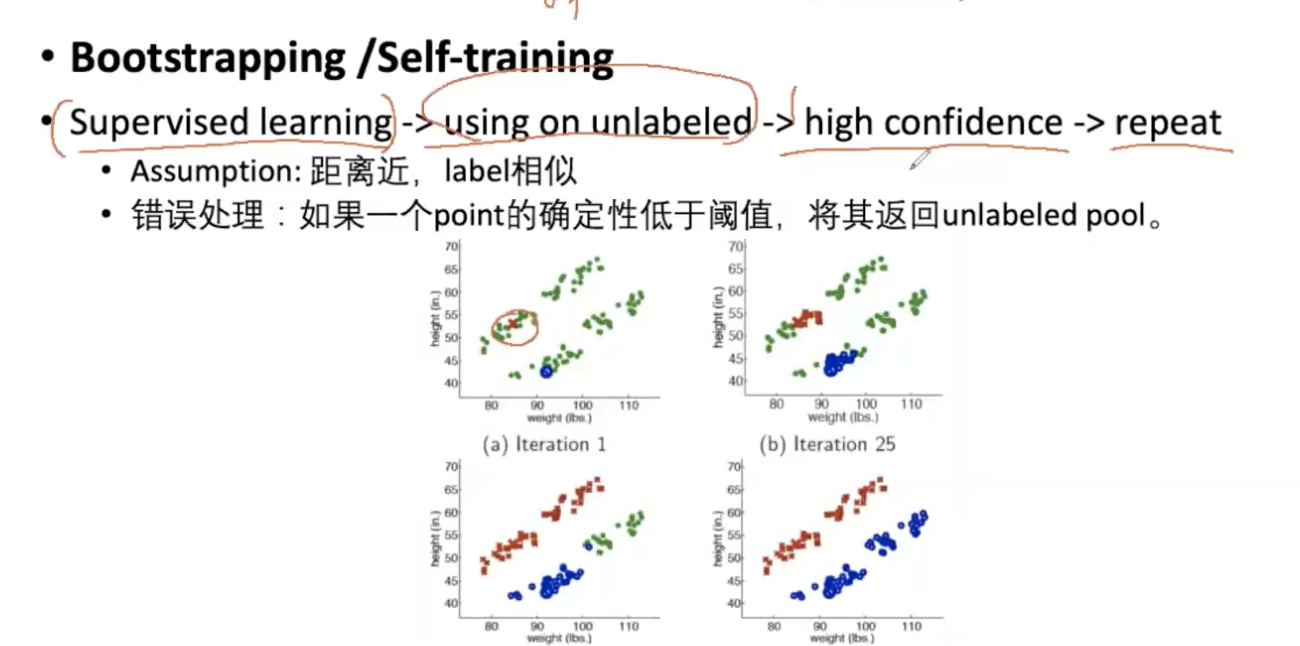 • Bootstrapping /Self-training
• Supervised learning -> using on unlabeled -> high confidence -> repeat
• Assumption: 距离近，label相似
• 错误处理：如果一个point的确定性低于阈值，将其返回unlabeled pool。
70
65
60
55
50
45
40
height (in.)
80 90 100 110
weight (lbs.)
70
65
60
55
50
45
40
height (in.)
80 90 100 110
weight (lbs.)
(a) Iteration 1 (b) Iteration 25
70
65
60
55
50
45
40
height (in.)
80 90 100 110
weight (lbs.)
70
65
60
55
50
45
40
height (in.)
80 90 100 110
weight (lbs.)